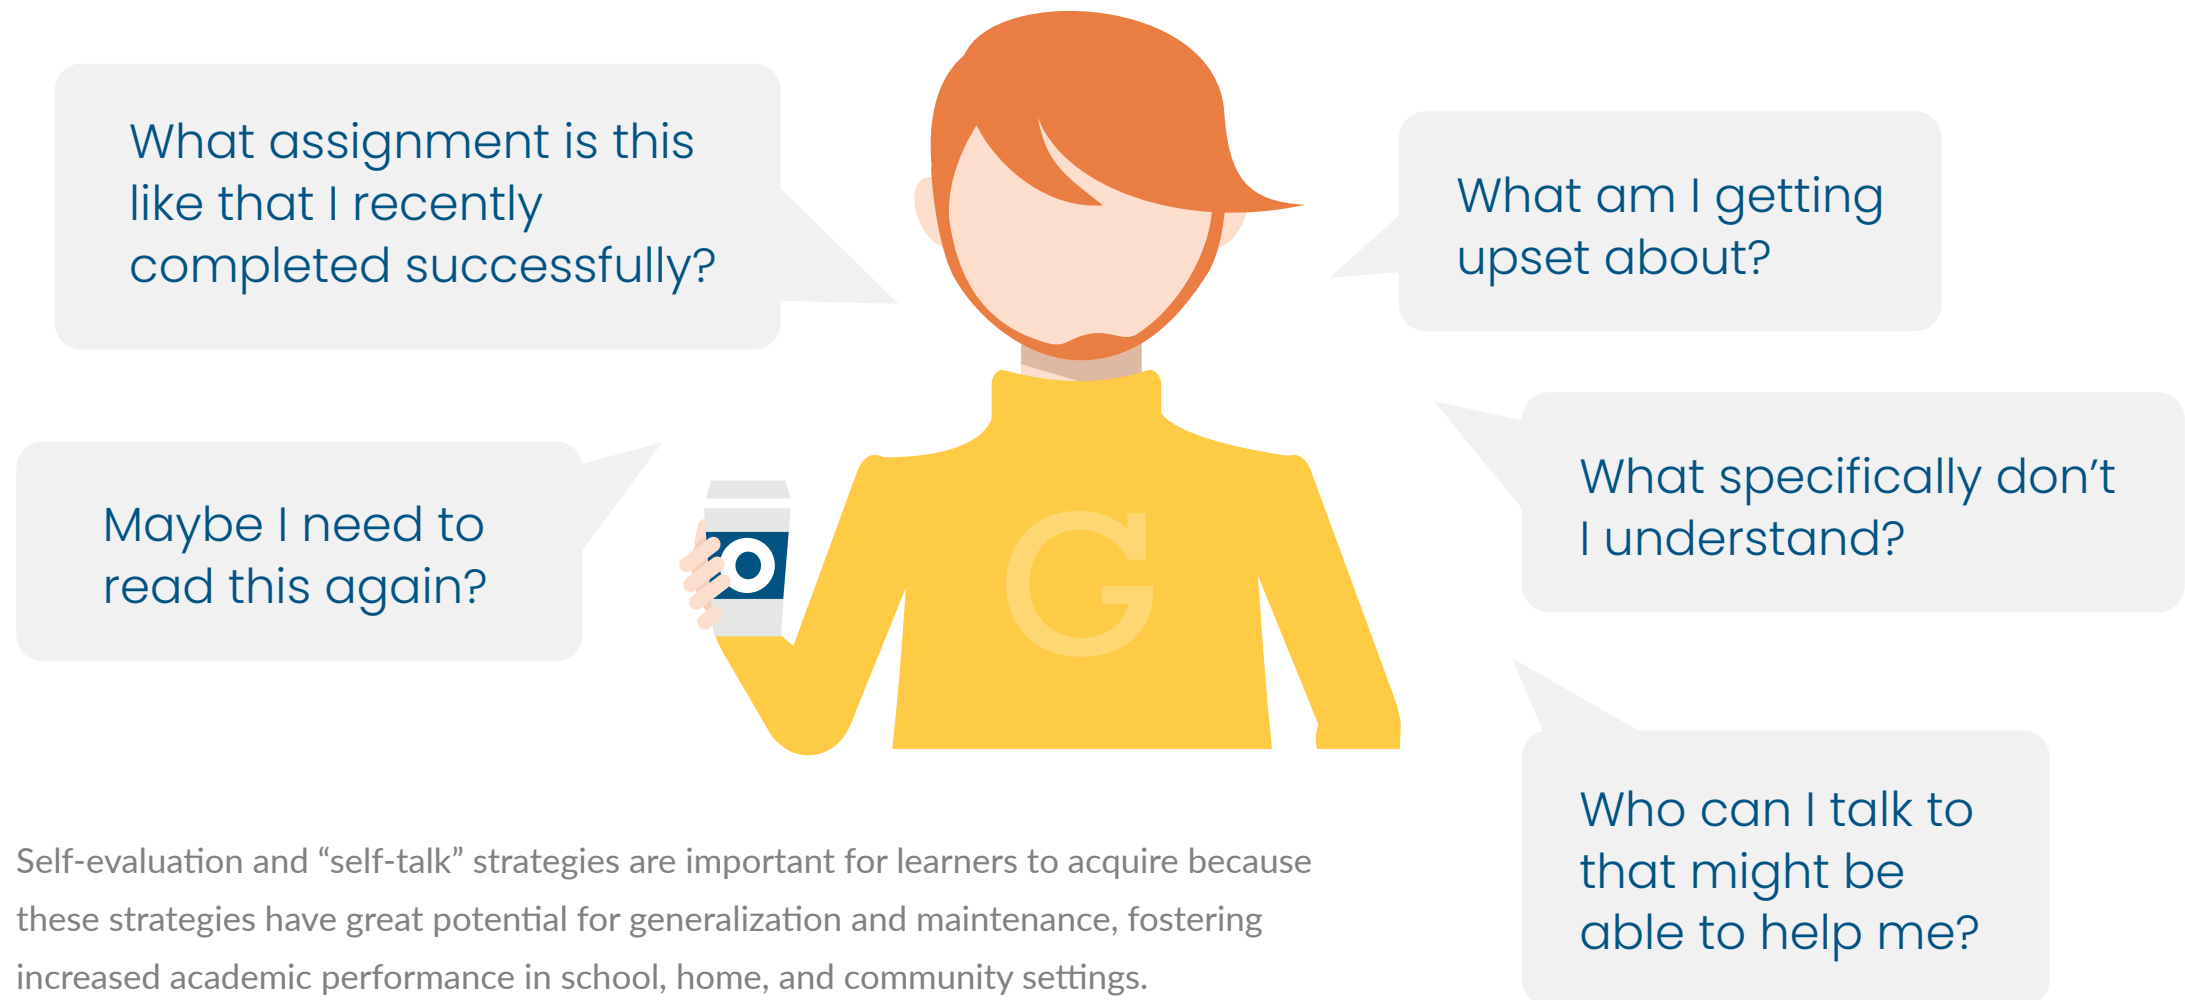 What assignment is this
like that I recently
completed successfully?
What am I getting
upset about?
Maybe I need to
read this again?
What specifically don’t
I understand?
G
Who can I talk to
that might be
able to help me?
Self-evaluation and “self-talk” strategies are important for learners to acquire because
these strategies have great potential for generalization and maintenance, fostering
increased academic performance in school, home, and community settings.